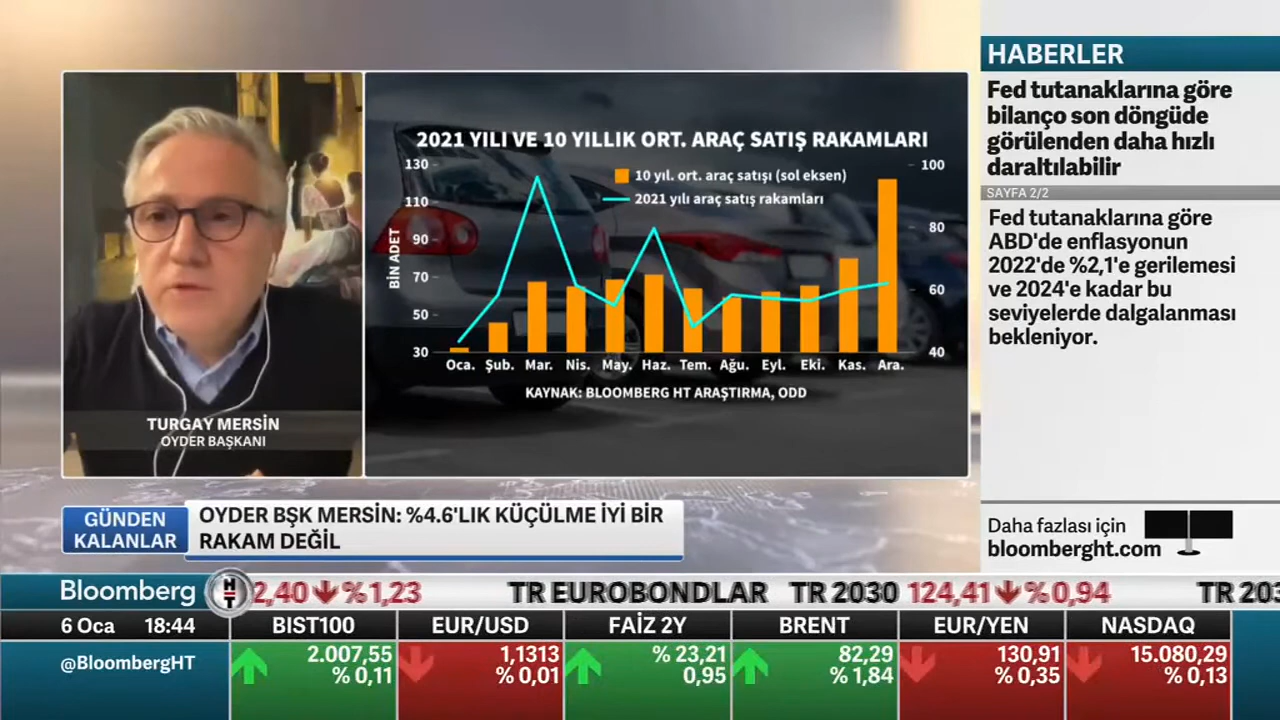 2021 YILI VE 10 YILLIK ORT. ARAÇ SATIŞ RAKAMLARI
130
110
90
70
50
30
BİN ADET
100
80
60
40
10 yıl. ort. araç satışı (sol eksen)
2021 yılı araç satış rakamları
Oca. Şub. Mar. Nis. May. Haz. Tem. Ağu. Eyl. Eki. Kas. Ara.
KAYNAK: BLOOMBERG HT ARAŞTIRMA, ODD
TURGAY MERSİN
OYDER BAŞKANI
GÜNDEN
KALANLAR
OYDER BŞK MERSİN: %4.6'LIK KÜÇÜLME İYİ BİR
RAKAM DEĞİL
HABERLER
Fed tutanaklarına göre
bilanço son döngüde
görülenden daha hızlı
daraltılabilir
SAYFA 2/2
Fed tutanaklarına göre
ABD'de enflasyonun
2022'de %2,1'e gerilemesi
ve 2024'e kadar bu
seviyelerde dalgalanması
bekleniyor.
Daha fazlası için
bloomberght.com
Bloomberg HT
2,40 %1,23 TR EUROBONDLAR TR 2030 124,41 %0,94 TR 203
6 Oca 18:44
@BloombergHT
BIST100
2.007,55
% 0,11
EUR/USD
1,1313
% 0,01
FAİZ 2Y
% 23,21
0,95
BRENT
82,29
% 1,84
EUR/YEN
130,91
% 0,35
NASDAQ
15.080,29
% 0,13